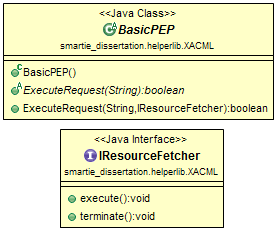 <<Java Class>>
BasicPEP
smartie_dissertation.helperlib.XACML
BasicPEP()
ExecuteRequest(String):boolean
ExecuteRequest(String,IResourceFetcher):boolean
<<Java Interface>>
IResourceFetcher
smartie_dissertation.helperlib.XACML
execute():void
terminate():void